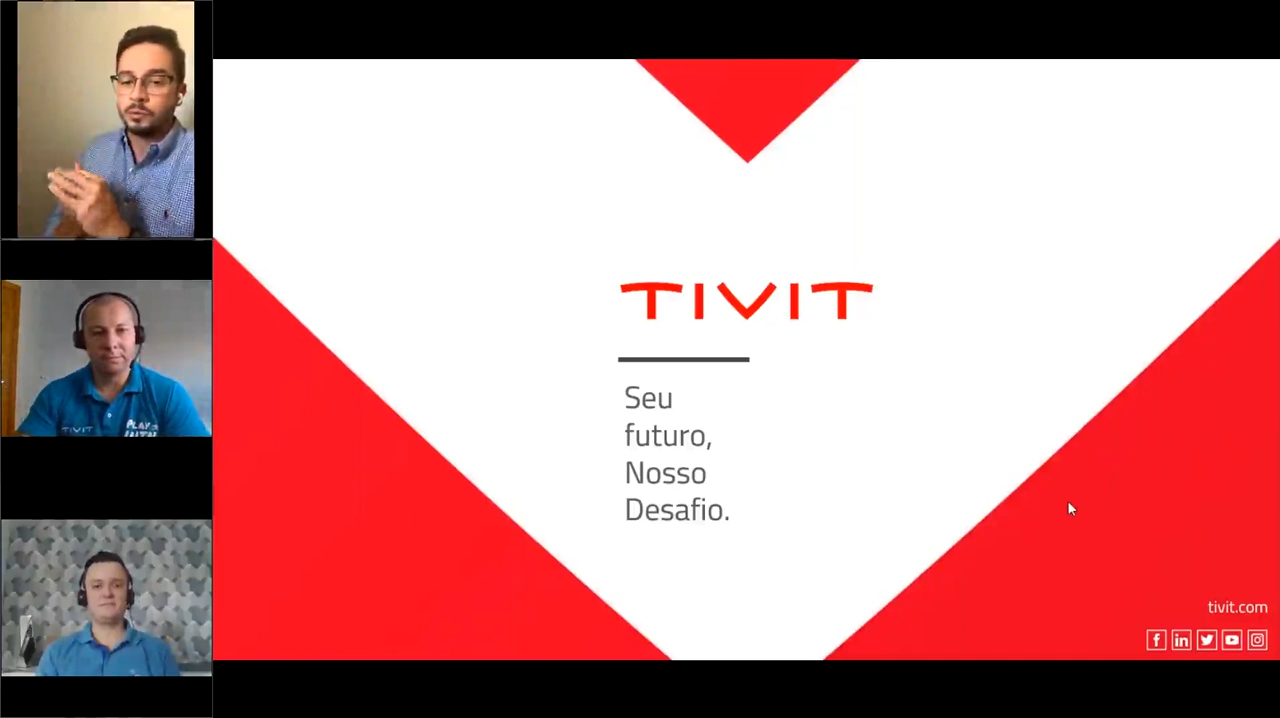 TIVIT
Seu
futuro,
Nosso
Desafio.
tivit.com
TIVIT